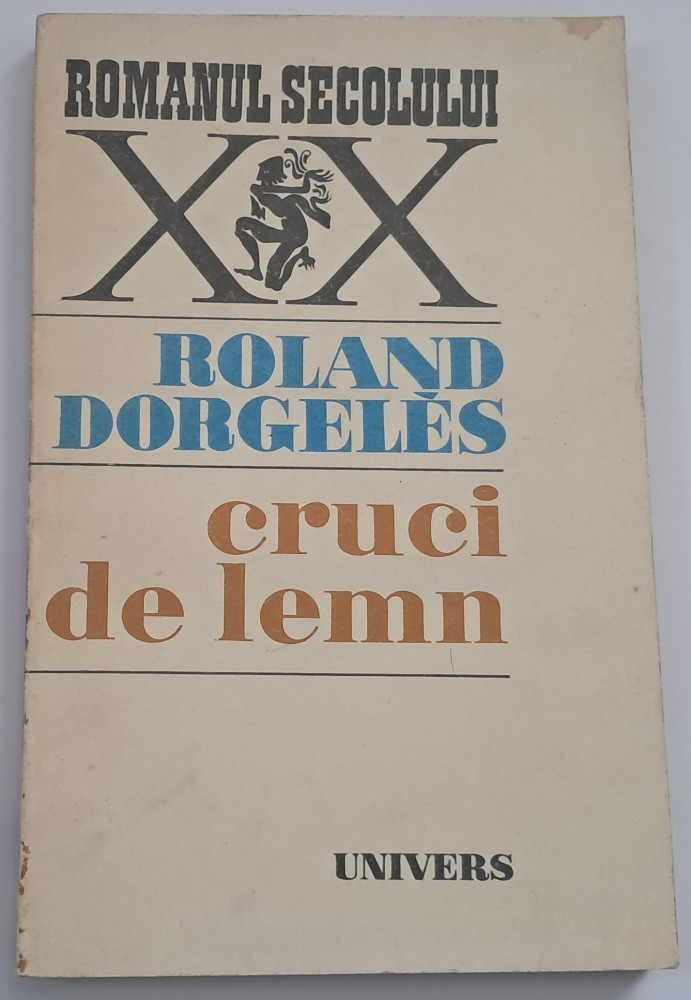 ROMANUL SECOLULUI
XX
ROLAND
DORGELÈS
cruci
de lemn
UNIVERS